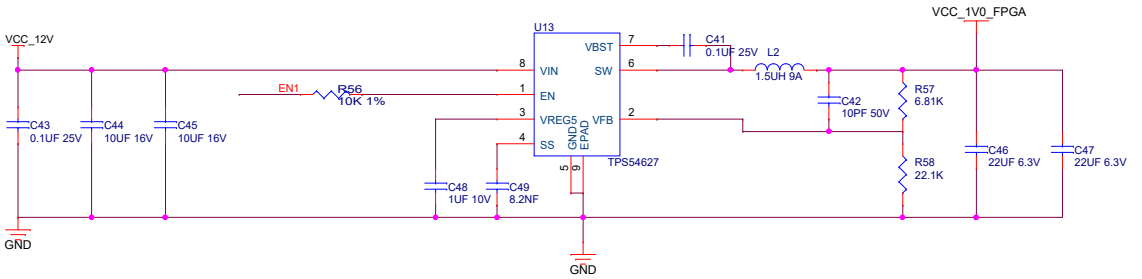 VCC_1V0_FPGA
VCC_12V
U13
C41
0.1UF 25V
L2
1.5UH 9A
7
VBST
8
VIN
SW
6
EN1
R56
10K 1%
1
EN
C42
10PF 50V
R57
6.81K
3
VREG5
VFB
2
4
SS
GND
EPAD
5
9
TPS54627
C43
0.1UF 25V
C44
10UF 16V
C45
10UF 16V
C48
1UF 10V
C49
8.2NF
R58
22.1K
C46
22UF 6.3V
C47
22UF 6.3V
GND
GND